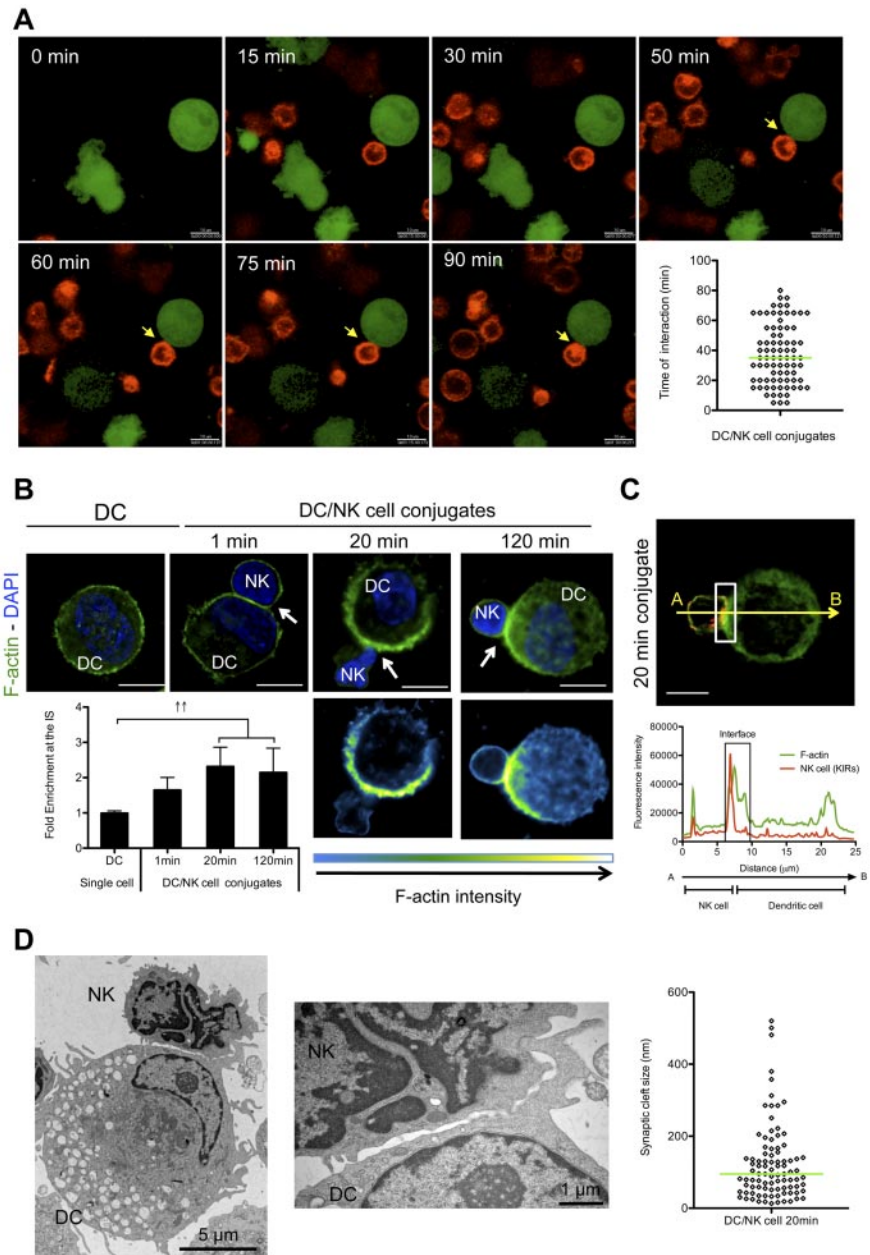 A
0 min
15 min
30 min
50 min
60 min
75 min
90 min
Time of interaction (min)
100
80
60
40
20
0
DC/NK cell conjugates
B
DC
DC/NK cell conjugates
1 min
20 min
120 min
F-actin - DAPI
DC
NK
DC
DC
NK
DC
NK
Fold Enrichment at the IS
4
3
2
1
0
††
DC
1min
20min
120min
Single cell
DC/NK cell conjugates
F-actin intensity
C
20 min conjugate
A
B
Fluorescence intensity
80000
60000
40000
20000
0
Interface
F-actin
NK cell (KIRs)
0
5
10
15
20
25
Distance (μm)
A
B
NK cell
Dendritic cell
D
NK
DC
5 μm
NK
DC
1 μm
Synaptic cleft size (nm)
600
400
200
0
DC/NK cell 20min